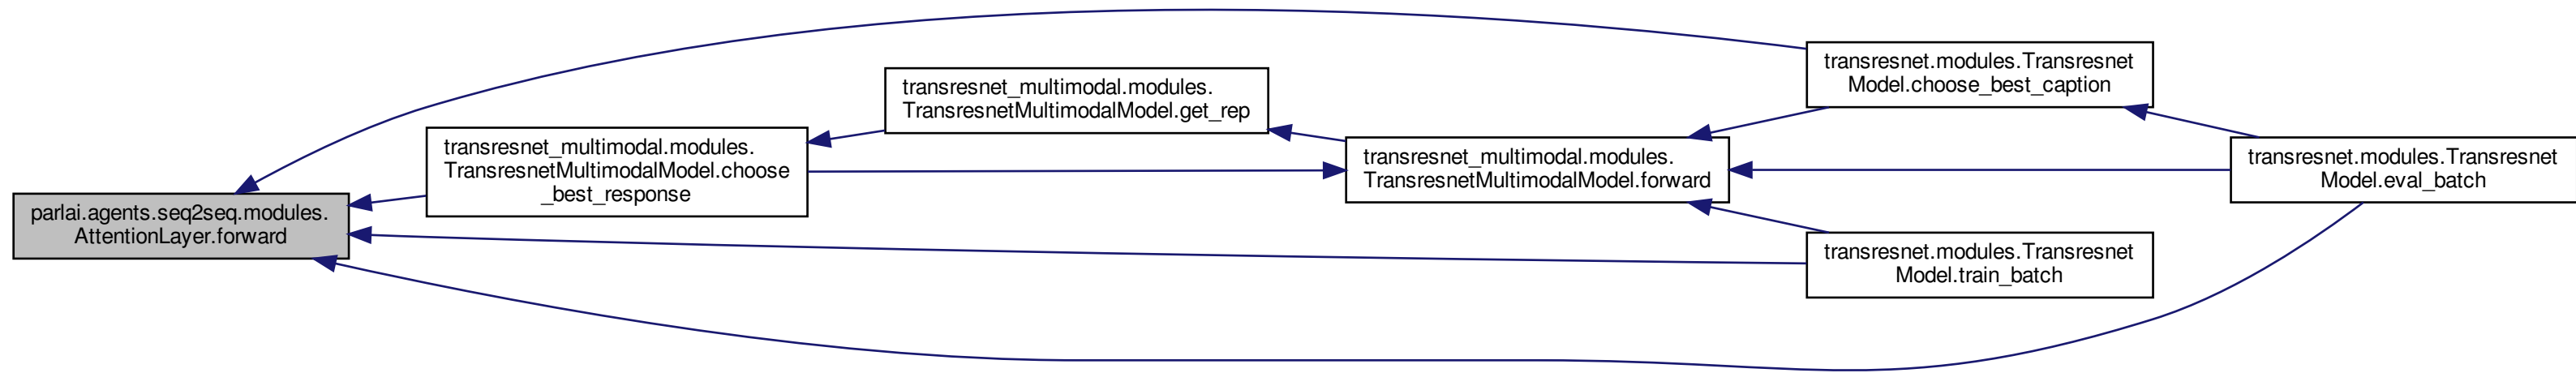 parlai.agents.seq2seq.modules.
AttentionLayer.forward
transresnet_multimodal.modules.
TransresnetMultimodalModel.choose
_best_response
transresnet_multimodal.modules.
TransresnetMultimodalModel.get_rep
transresnet_multimodal.modules.
TransresnetMultimodalModel.forward
transresnet.modules.Transresnet
Model.choose_best_caption
transresnet.modules.Transresnet
Model.train_batch
transresnet.modules.Transresnet
Model.eval_batch